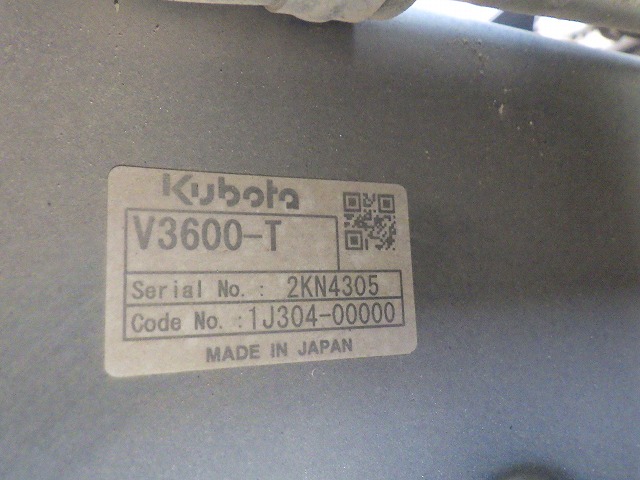 Kubota
V3600-T
Serial No. : 2KN4305
Code No. :1J304-00000
MADE IN JAPAN